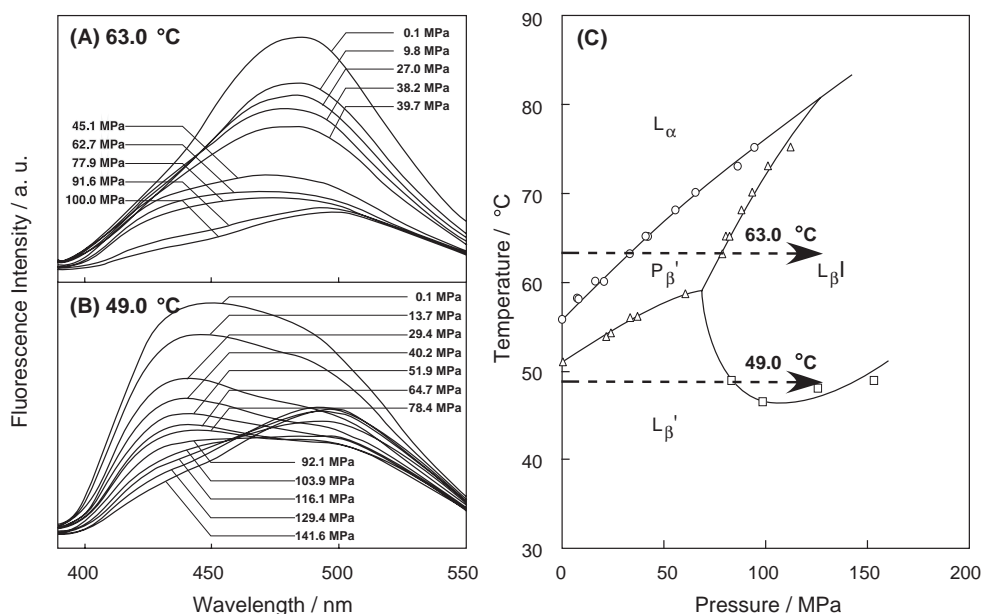 (A) 63.0 °C
0.1 MPa
9.8 MPa
27.0 MPa
38.2 MPa
39.7 MPa
45.1 MPa
62.7 MPa
77.9 MPa
91.6 MPa
100.0 MPa
(B) 49.0 °C
0.1 MPa
13.7 MPa
29.4 MPa
40.2 MPa
51.9 MPa
64.7 MPa
78.4 MPa
92.1 MPa
103.9 MPa
116.1 MPa
129.4 MPa
141.6 MPa
Fluorescence Intensity / a. u.
400 450 500 550
Wavelength / nm
(C)
90
80
70
60
50
40
30
Temperature / °C
Lα
63.0 °C
Pβ'
LβI
49.0 °C
Lβ'
0 50 100 150 200
Pressure / MPa